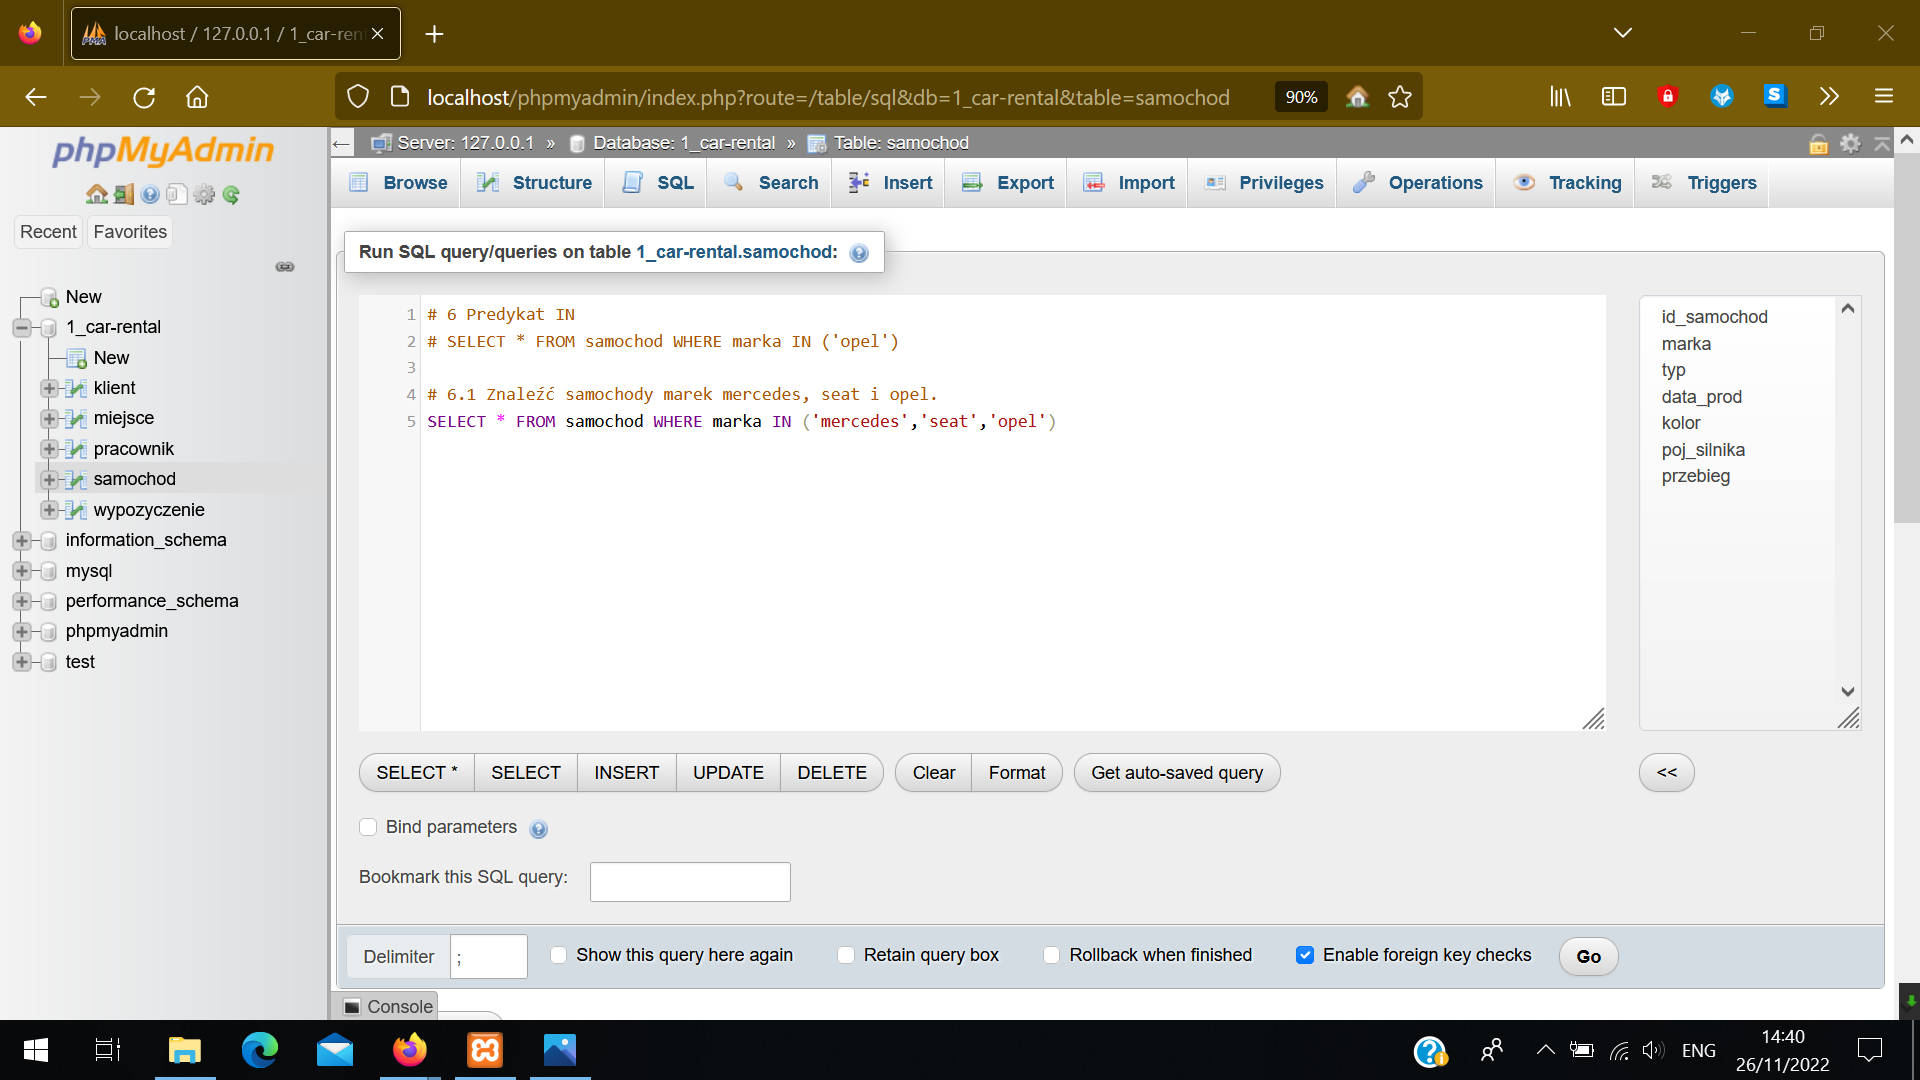 localhost / 127.0.0.1 / 1_car-ren
localhost/phpmyadmin/index.php?route=/table/sql&db=1_car-rental&table=samochod
90%
phpMyAdmin
Recent
Favorites
New
1_car-rental
New
klient
miejsce
pracownik
samochod
wypozyczenie
information_schema
mysql
performance_schema
phpmyadmin
test
Server: 127.0.0.1 » Database: 1_car-rental » Table: samochod
Browse
Structure
SQL
Search
Insert
Export
Import
Privileges
Operations
Tracking
Triggers
Run SQL query/queries on table 1_car-rental.samochod:
1 # 6 Predykat IN
2 # SELECT * FROM samochod WHERE marka IN ('opel')
3
4 # 6.1 Znaleźć samochody marek mercedes, seat i opel.
5 SELECT * FROM samochod WHERE marka IN ('mercedes','seat','opel')
id_samochod
marka
typ
data_prod
kolor
poj_silnika
przebieg
SELECT *
SELECT
INSERT
UPDATE
DELETE
Clear
Format
Get auto-saved query
<<
Bind parameters
Bookmark this SQL query:
Delimiter
;
Show this query here again
Retain query box
Rollback when finished
Enable foreign key checks
Go
Console
ENG
14:40
26/11/2022